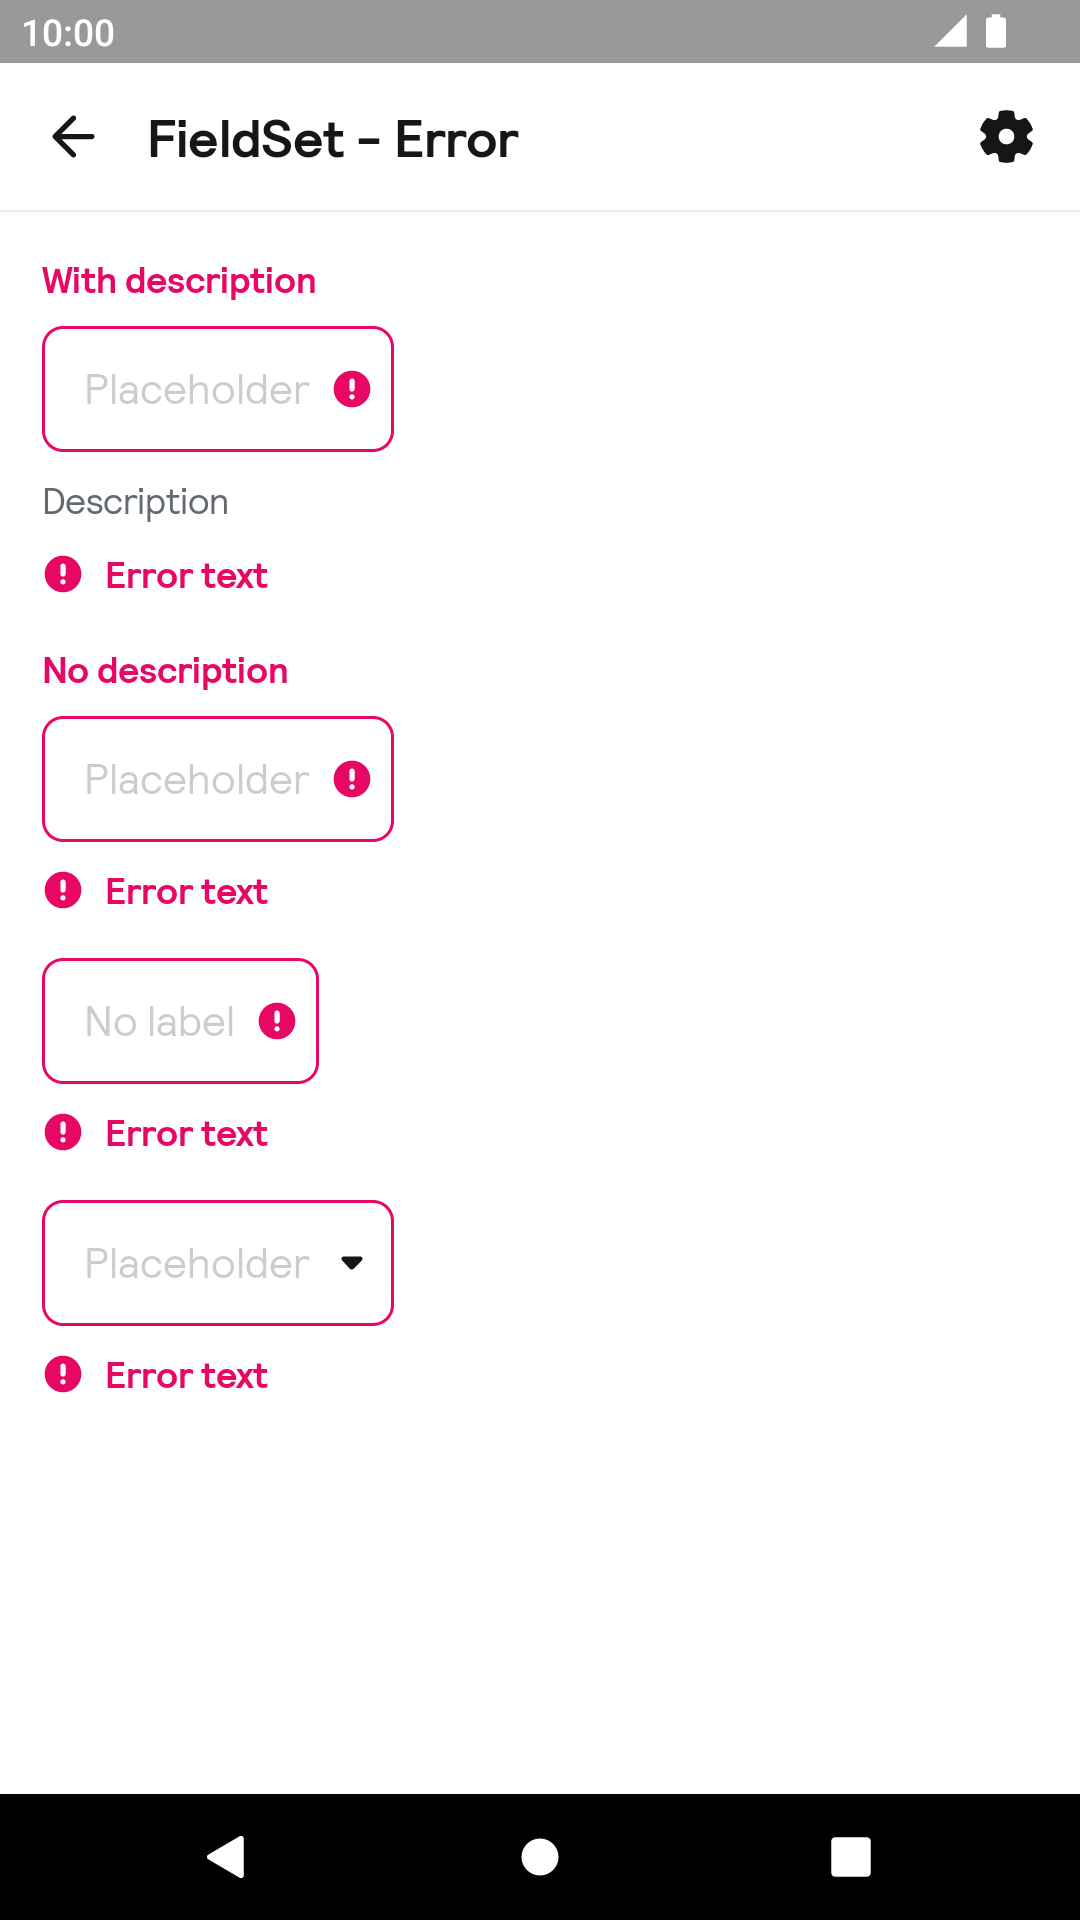 10:00
FieldSet - Error
With description
Placeholder
Description
Error text
No description
Placeholder
Error text
No label
Error text
Placeholder
Error text